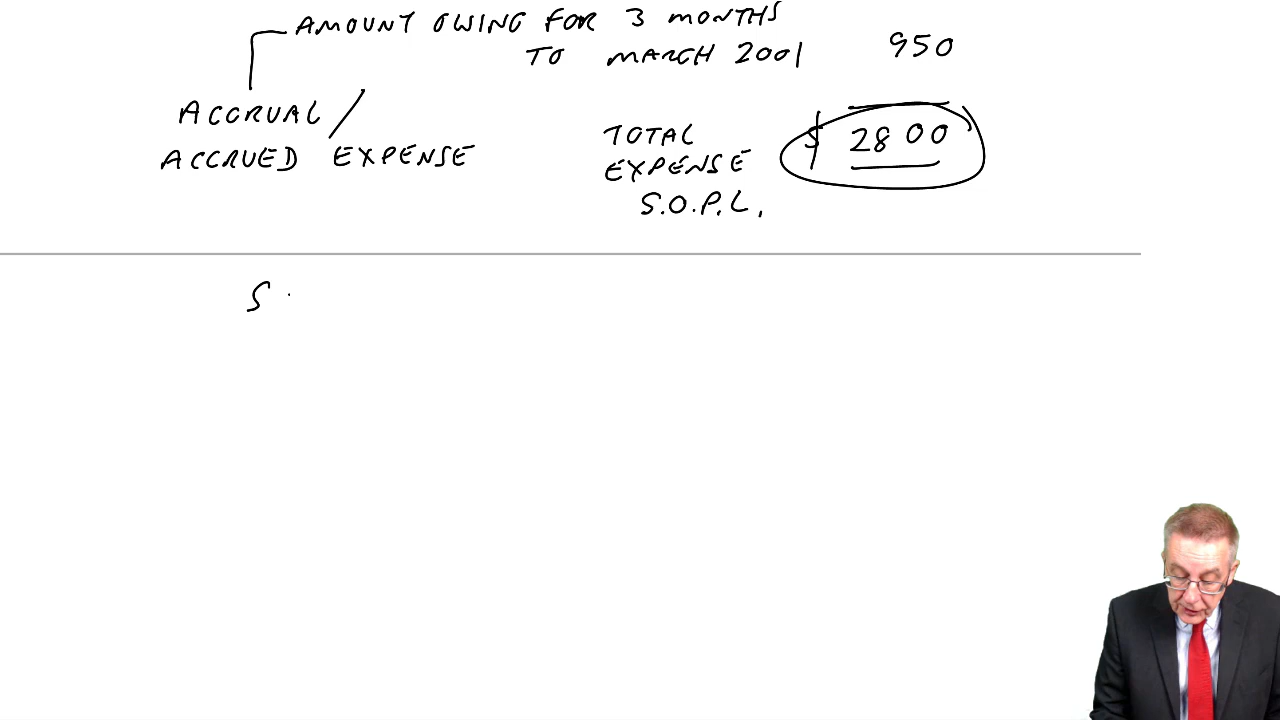 AMOUNT OWING FOR 3 MONTHS
TO MARCH 2001 950
ACCRUAL /
ACCRUED EXPENSE
TOTAL $ 2800
EXPENSE
S.O.P.L.
S.